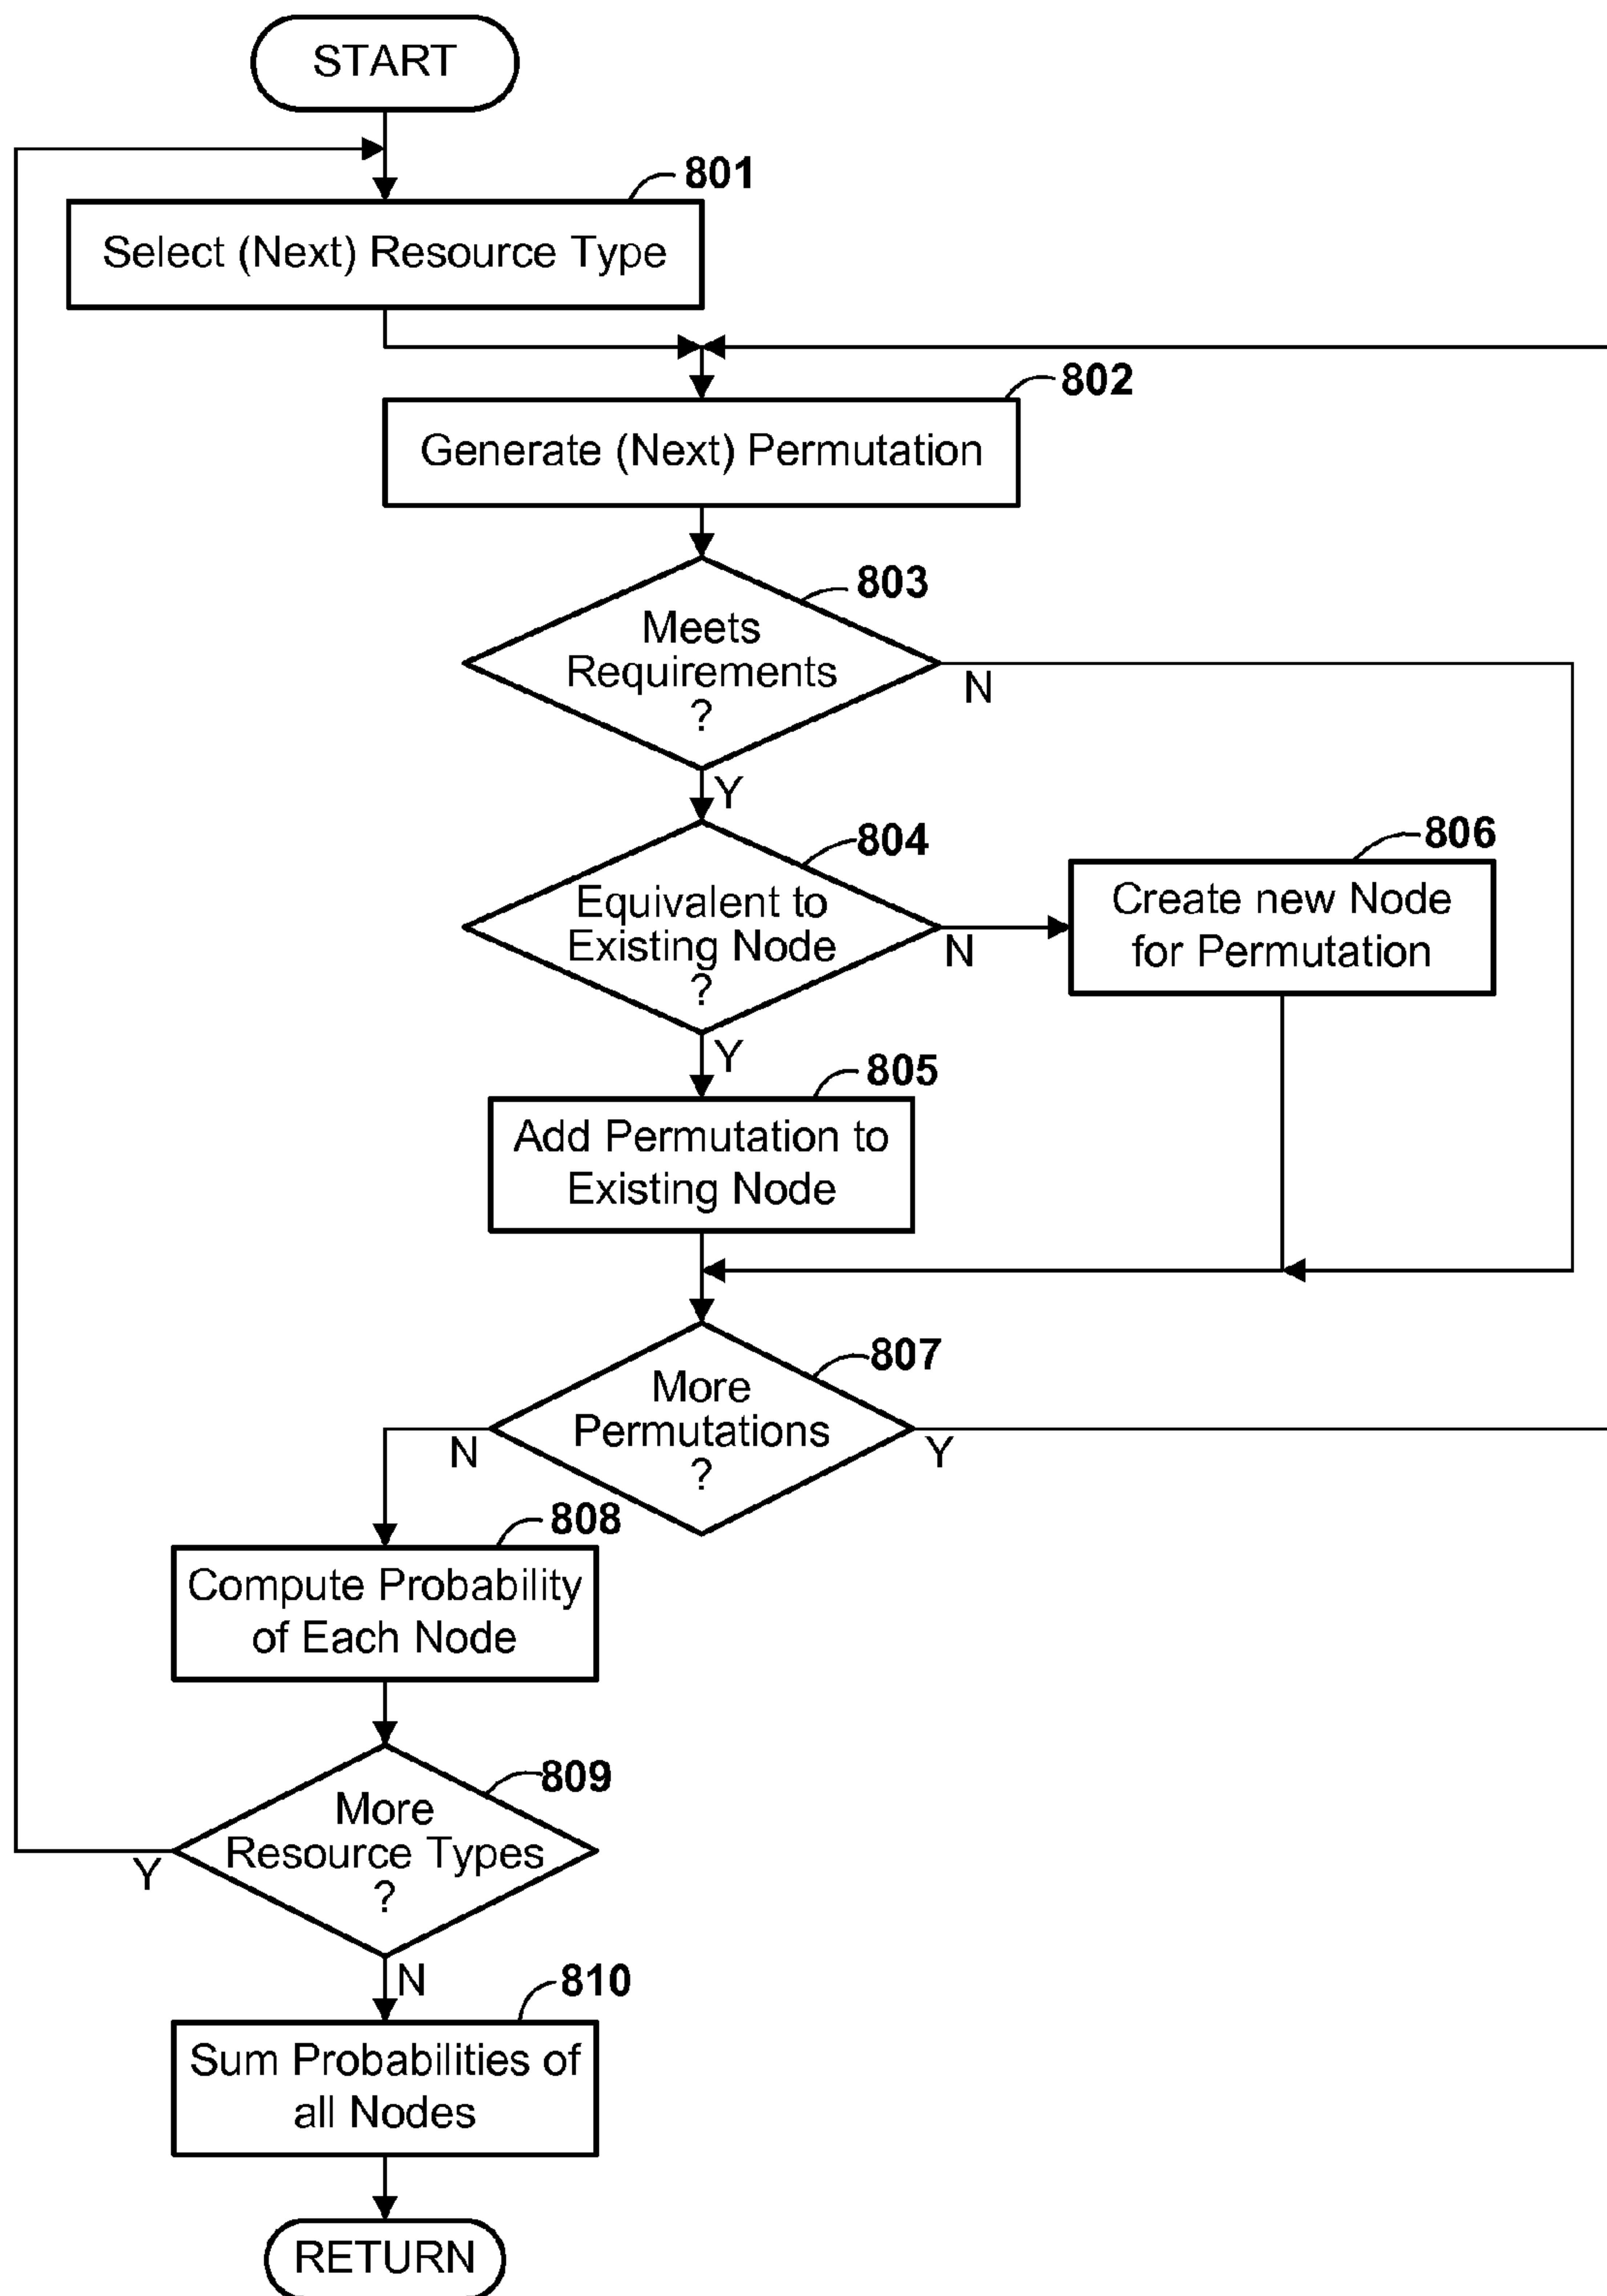 START
801
Select (Next) Resource Type
802
Generate (Next) Permutation
803
Meets
Requirements
?
N
Y
804
Equivalent to
Existing Node
?
N
806
Create new Node
for Permutation
Y
805
Add Permutation to
Existing Node
807
More
Permutations
?
N
Y
808
Compute Probability
of Each Node
809
More
Resource Types
?
Y
N
810
Sum Probabilities of
all Nodes
RETURN